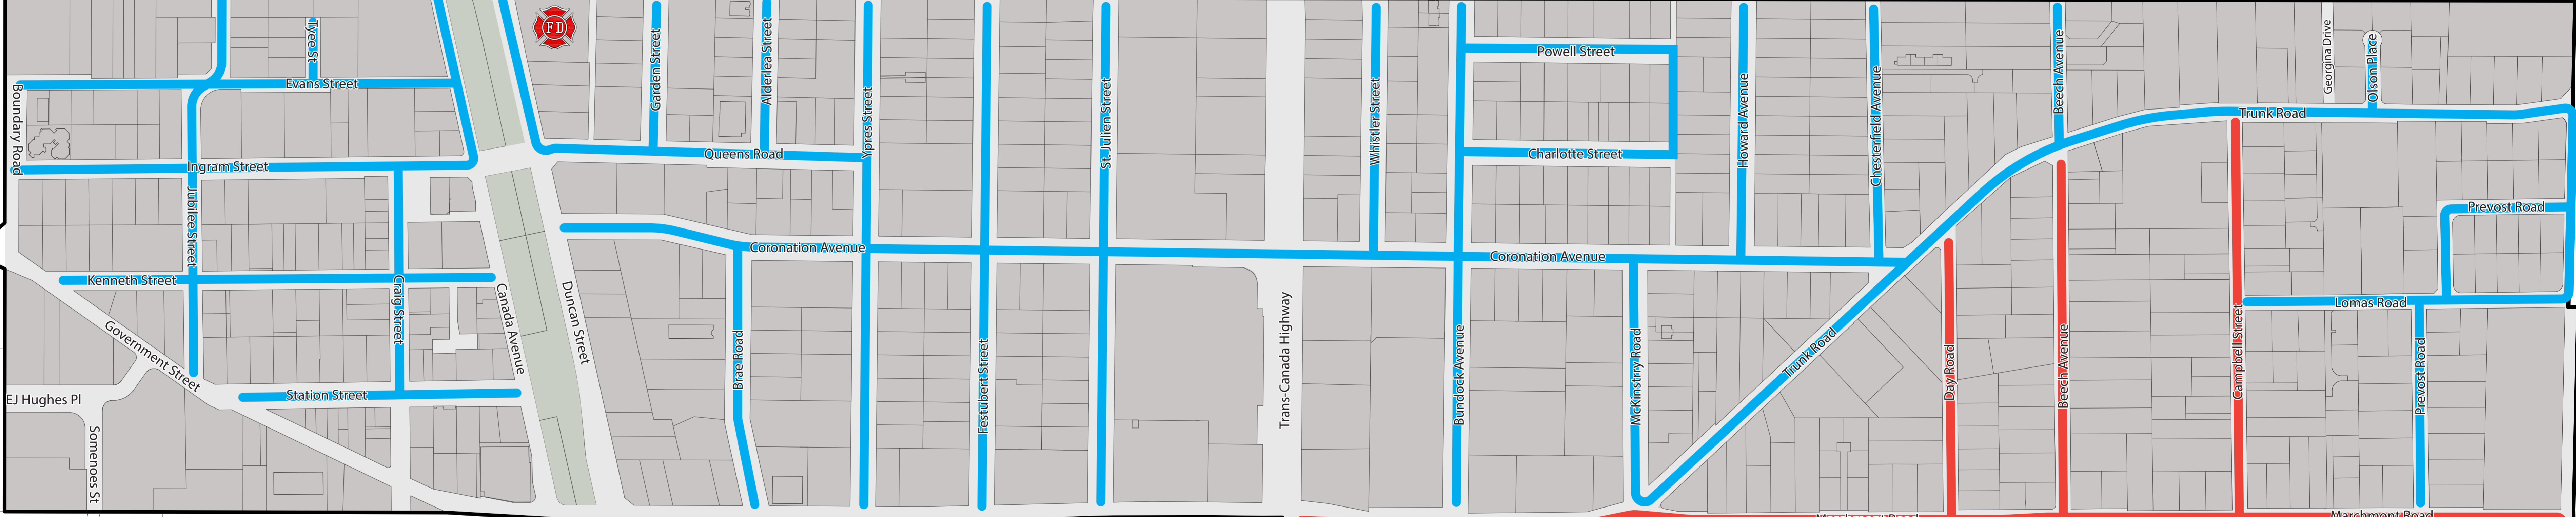 Tyee St
FD
Garden Street
Alderlea Street
Ypres Street
St. Julien Street
Whistler Street
Powell Street
Howard Avenue
Chesterfield Avenue
Beech Avenue
Georgina Drive
Olson Place
Evans Street
Trunk Road
Boundary Road
Ingram Street
Queens Road
Charlotte Street
Jubilee Street
Prevost Road
Coronation Avenue
Coronation Avenue
Kenneth Street
Craig Street
Canada Avenue
Duncan Street
Lomas Road
Government Street
Brae Road
Festubert Street
Trans-Canada Highway
Bundock Avenue
McKinstrry Road
Trunk Road
Day Road
Beech Avenue
Campbell Street
Prevost Road
Station Street
EJ Hughes Pl
Somenoes St
Marchmont Road